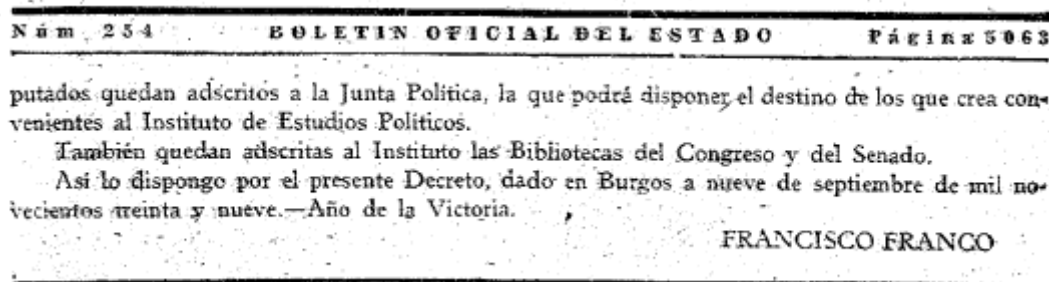 Núm. 254 BOLETIN OFICIAL DEL ESTADO Página 5063
putados quedan adscritos a la Junta Política, la que podrá disponer el destino de los que crea con-
venientes al Instituto de Estudios Políticos.
También quedan adscritas al Instituto las Bibliotecas del Congreso y del Senado.
Así lo dispongo por el presente Decreto, dado en Burgos a nueve de septiembre de mil no-
vecientos treinta y nueve.—Año de la Victoria.
FRANCISCO FRANCO